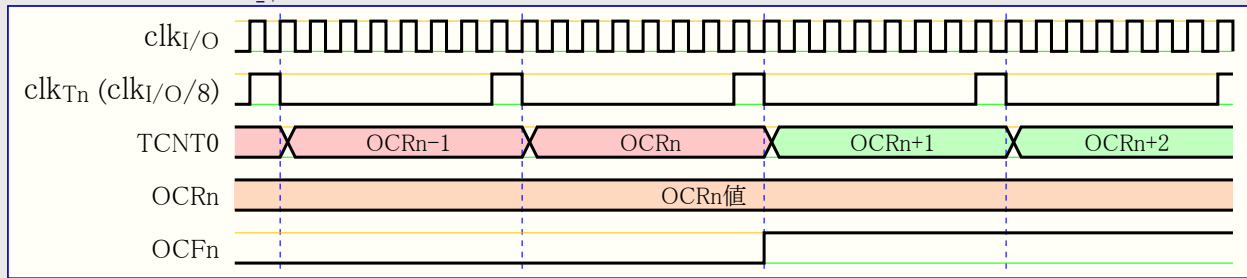 clkI/O
clkTn (clkI/O/8)
TCNT0 OCRn-1 OCRn OCRn+1 OCRn+2
OCRn OCRn値
OCFn